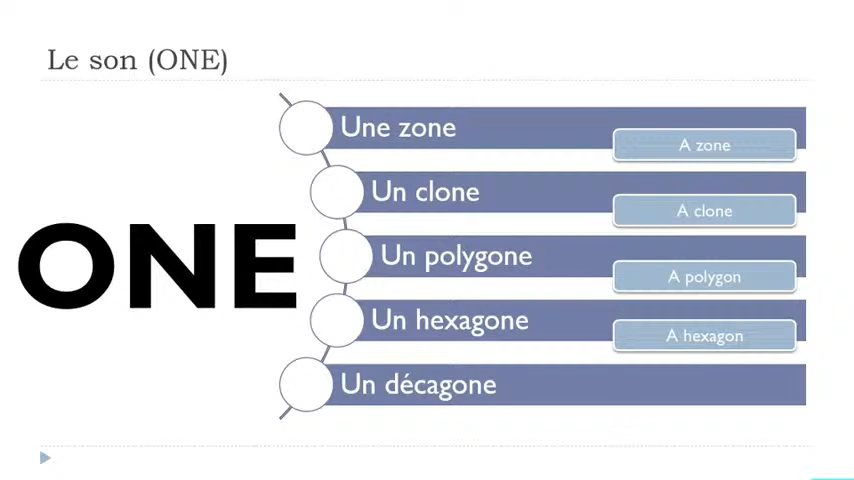 Le son (ONE)
ONE
Une zone
A zone
Un clone
A clone
Un polygone
A polygon
Un hexagone
A hexagon
Un décagone